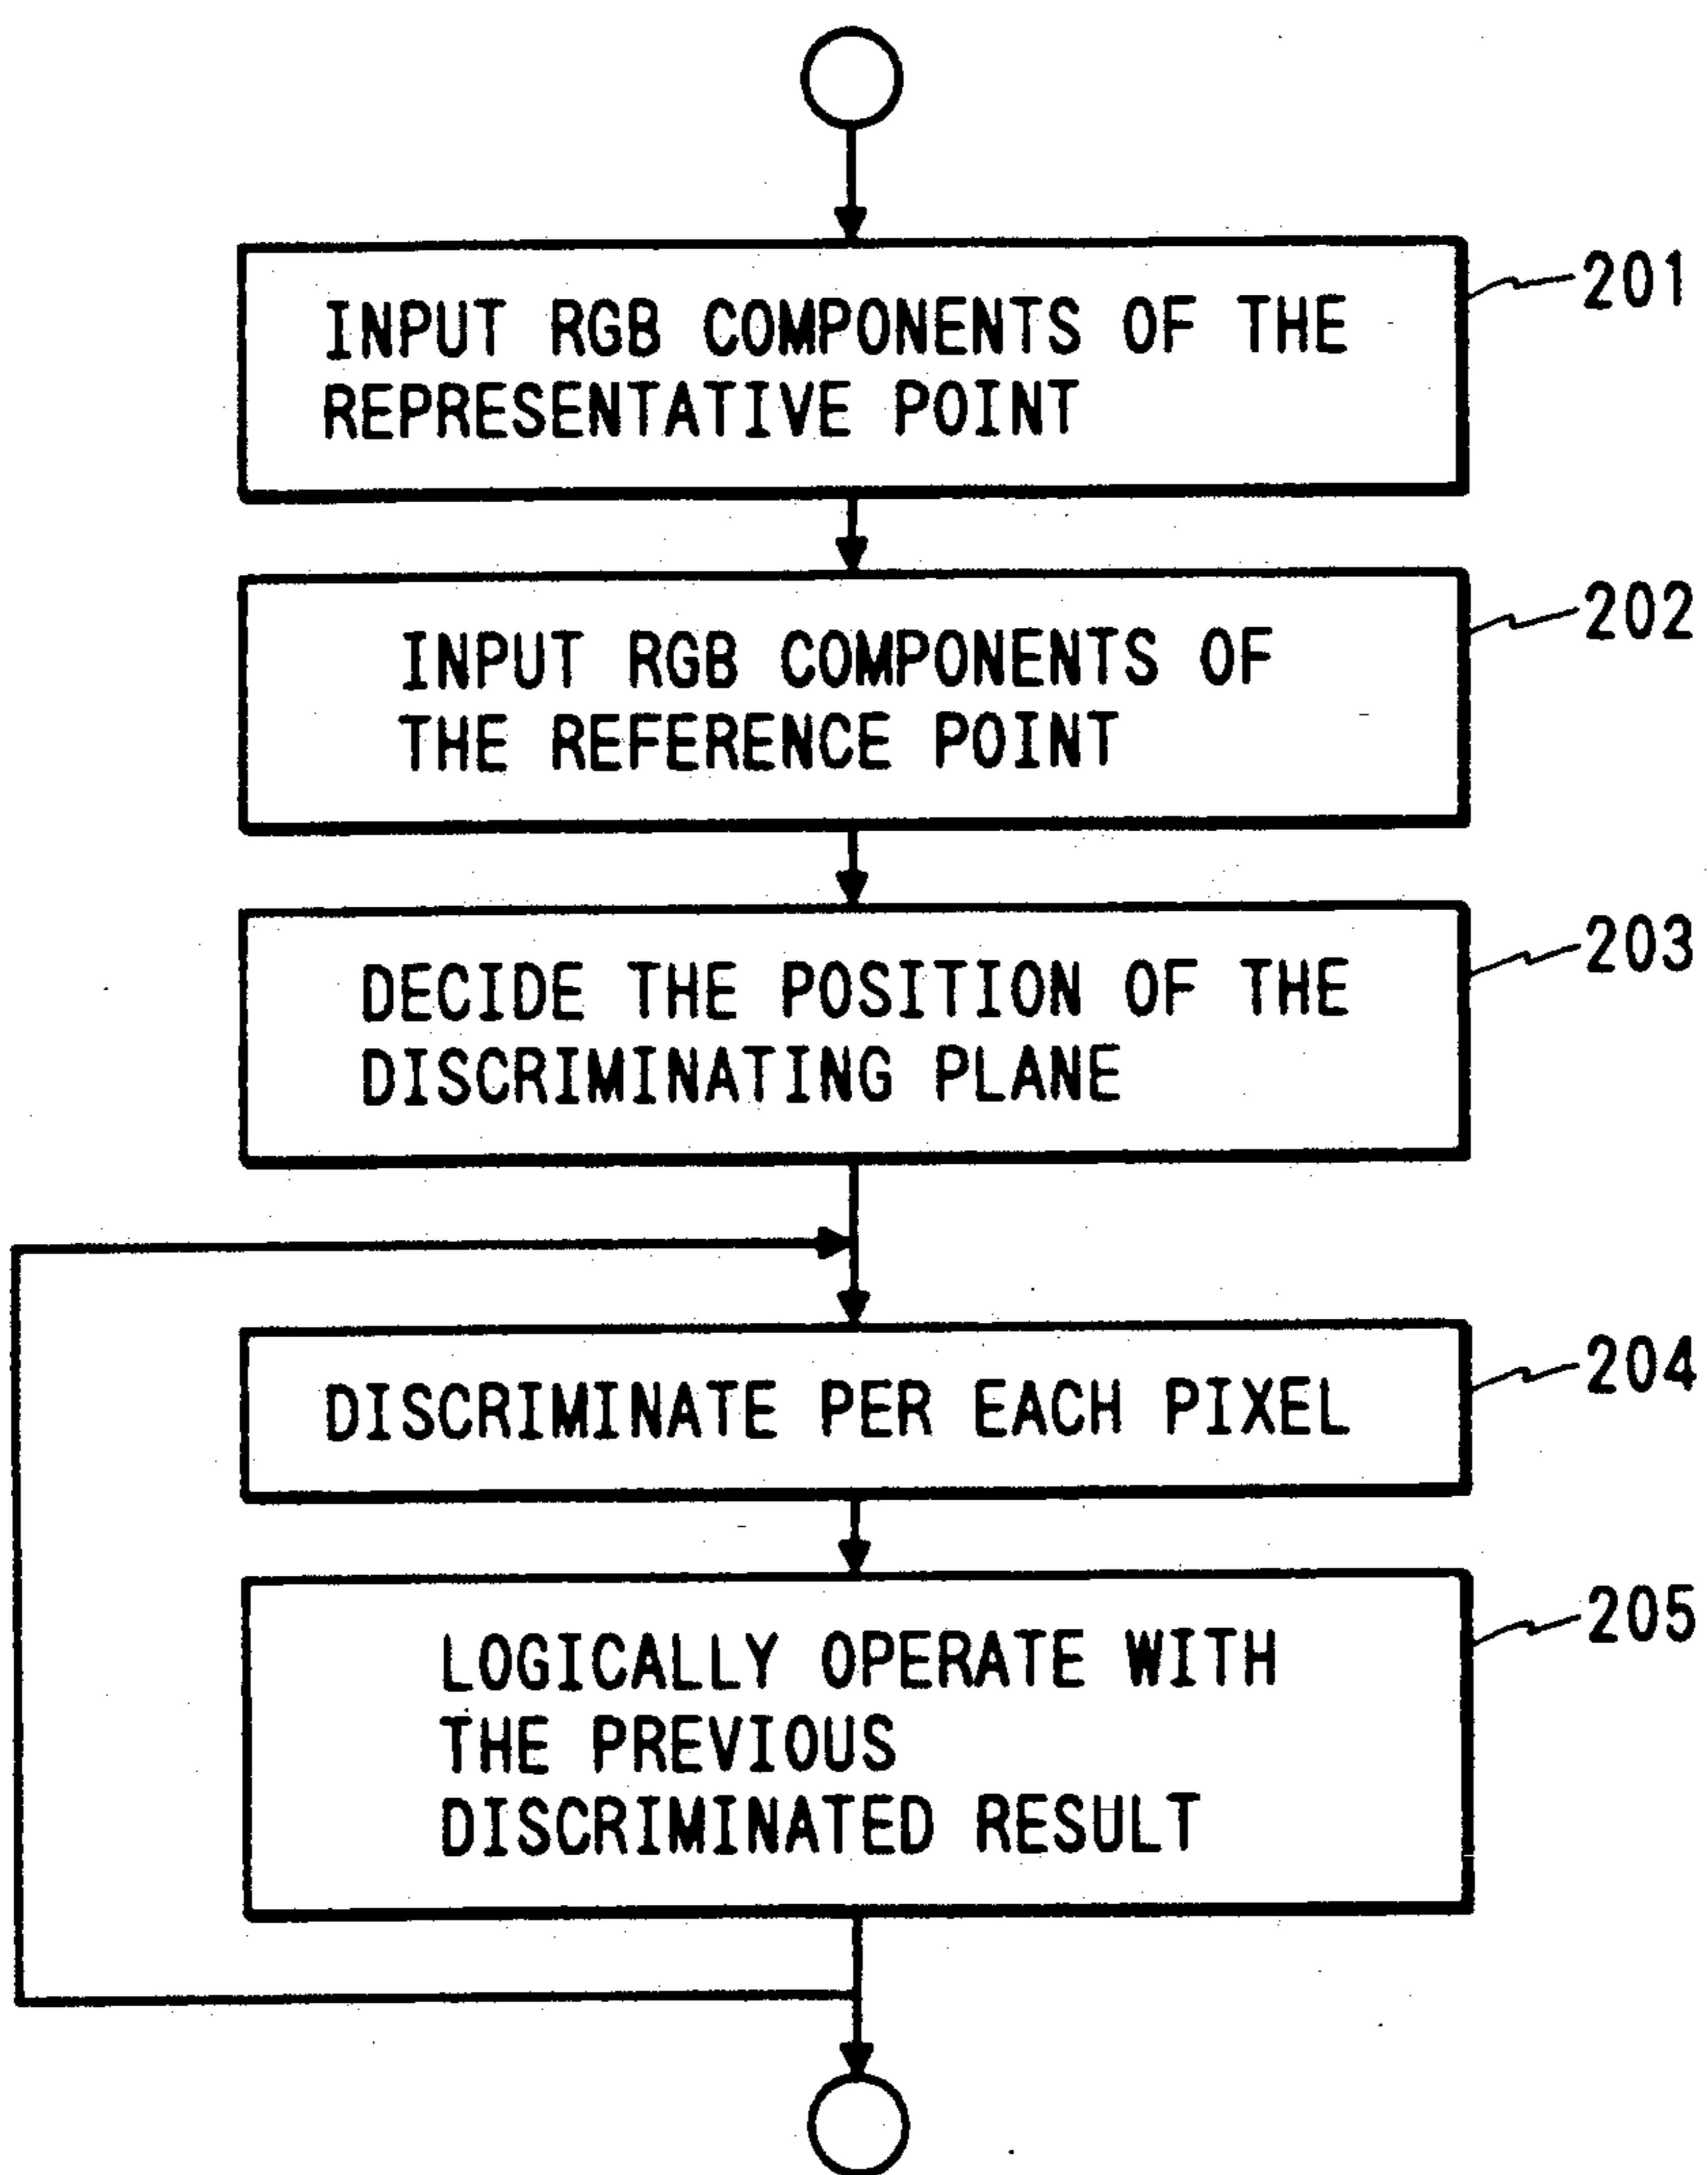 201
INPUT RGB COMPONENTS OF THE
REPRESENTATIVE POINT
202
INPUT RGB COMPONENTS OF
THE REFERENCE POINT
203
DECIDE THE POSITION OF THE
DISCRIMINATING PLANE
204
DISCRIMINATE PER EACH PIXEL
205
LOGICALLY OPERATE WITH
THE PREVIOUS
DISCRIMINATED RESULT